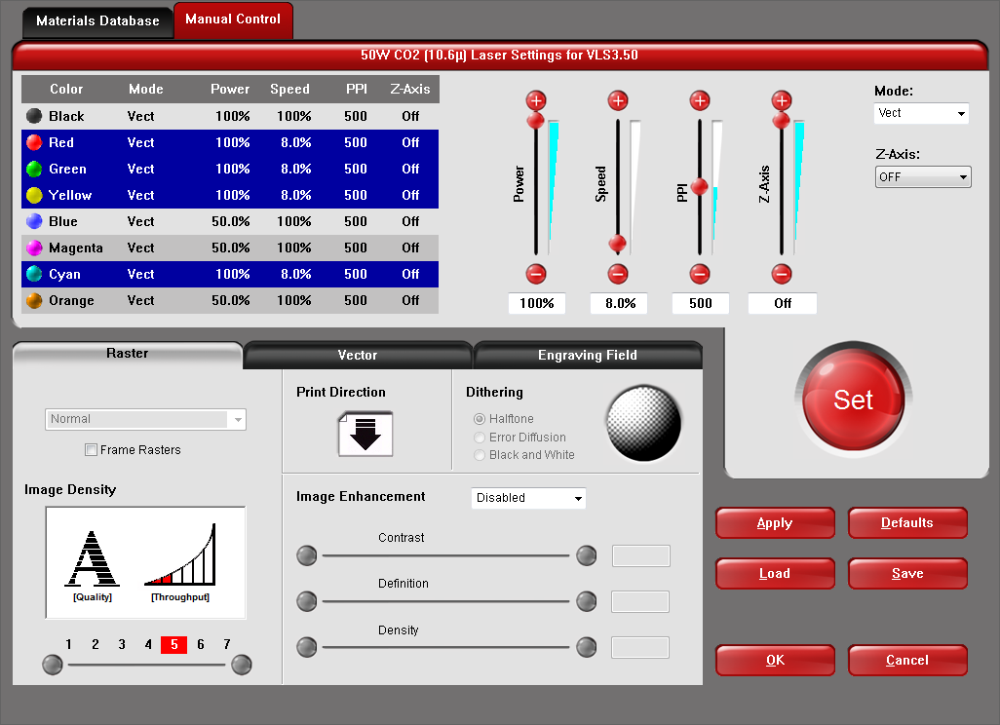 Materials Database
Manual Control
50W CO2 (10.6µ) Laser Settings for VLS3.50
Color Mode Power Speed PPI Z-Axis
Black Vect 100% 100% 500 Off
Red Vect 100% 8.0% 500 Off
Green Vect 100% 8.0% 500 Off
Yellow Vect 100% 8.0% 500 Off
Blue Vect 50.0% 100% 500 Off
Magenta Vect 50.0% 100% 500 Off
Cyan Vect 100% 8.0% 500 Off
Orange Vect 50.0% 100% 500 Off
Power
Speed
PPI
Z-Axis
100% 8.0% 500 Off
Mode:
Vect
Z-Axis:
OFF
Set
Raster
Vector
Engraving Field
Normal
Frame Rasters
Image Density
A
[Quality] [Throughput]
1 2 3 4 5 6 7
Print Direction
Dithering
Halftone
Error Diffusion
Black and White
Image Enhancement Disabled
Contrast
Definition
Density
Apply Defaults
Load Save
OK Cancel